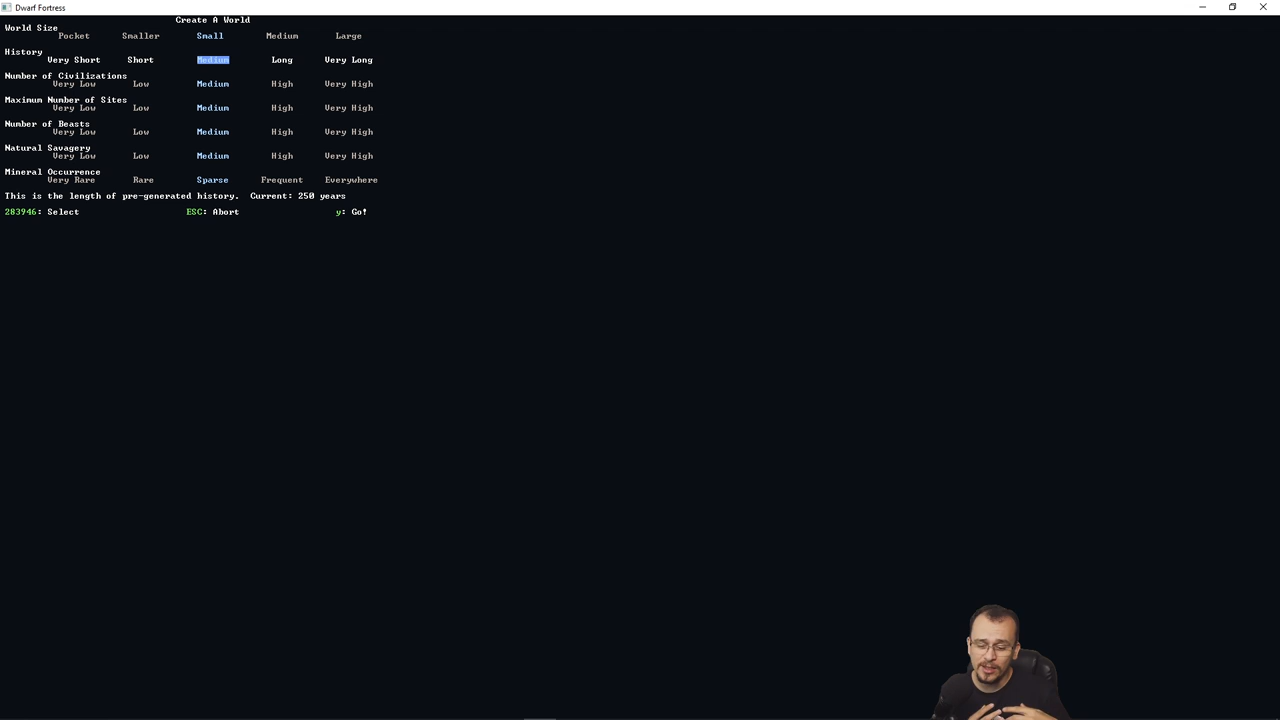 Dwarf Fortress
Create A World
World Size
Pocket Smaller Small Medium Large
History
Very Short Short Medium Long Very Long
Number of Civilizations
Very Low Low Medium High Very High
Maximum Number of Sites
Very Low Low Medium High Very High
Number of Beasts
Very Low Low Medium High Very High
Natural Savagery
Very Low Low Medium High Very High
Mineral Occurrence
Very Rare Rare Sparse Frequent Everywhere
This is the length of pre-generated history. Current: 250 years
283946: Select ESC: Abort y: Go!